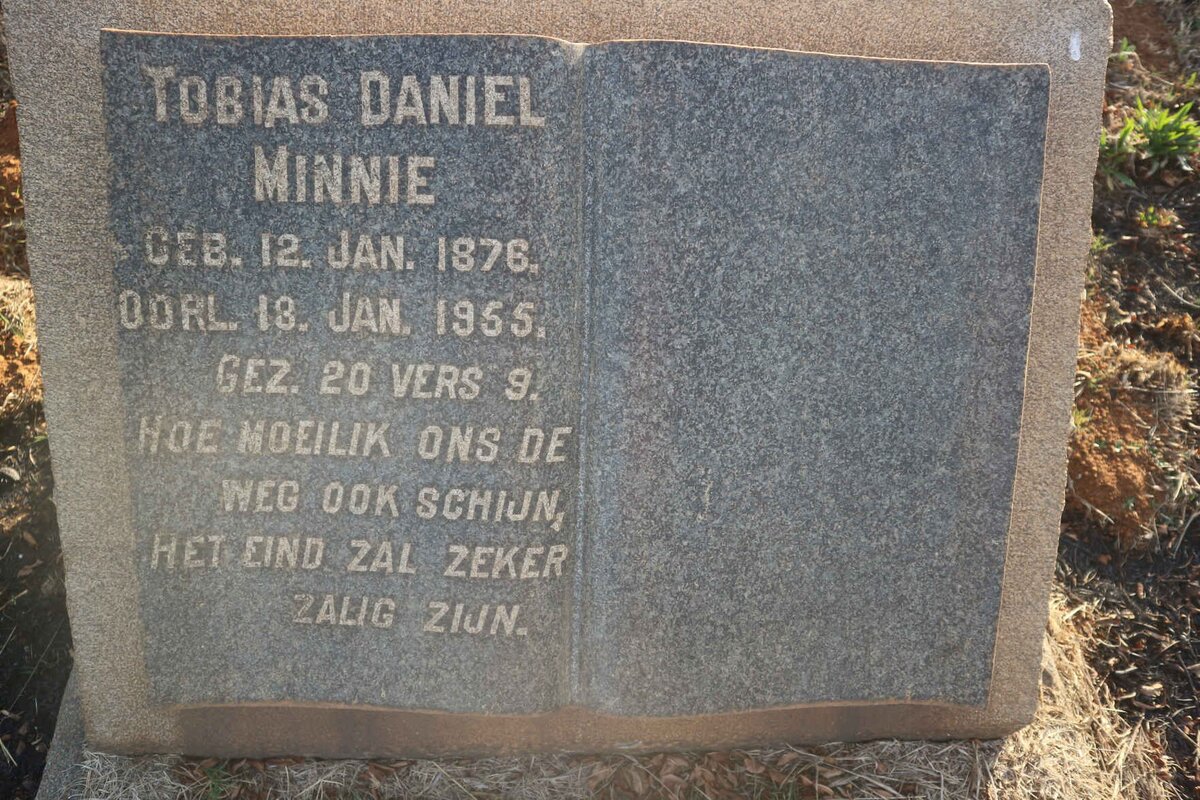 TOBIAS DANIEL
MINNIE
GEB. 12. JAN. 1876.
OORL. 18. JAN. 1955.
GEZ. 20 VERS 9.
HOE MOEILIK ONS DE
WEG OOK SCHIJN,
HET EIND ZAL ZEKER
ZALIG ZIJN.